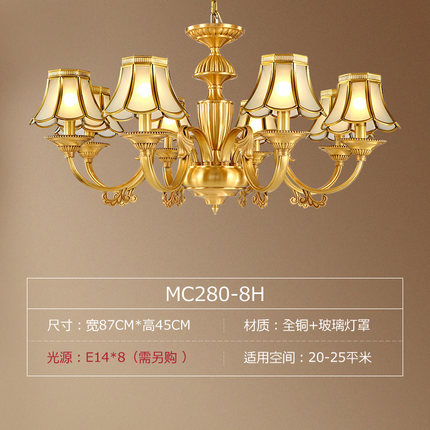 MC280-8H
尺寸：宽87CM*高45CM
材质：全铜+玻璃灯罩
光源：E14*8（需另购 ）
适用空间：20-25平米